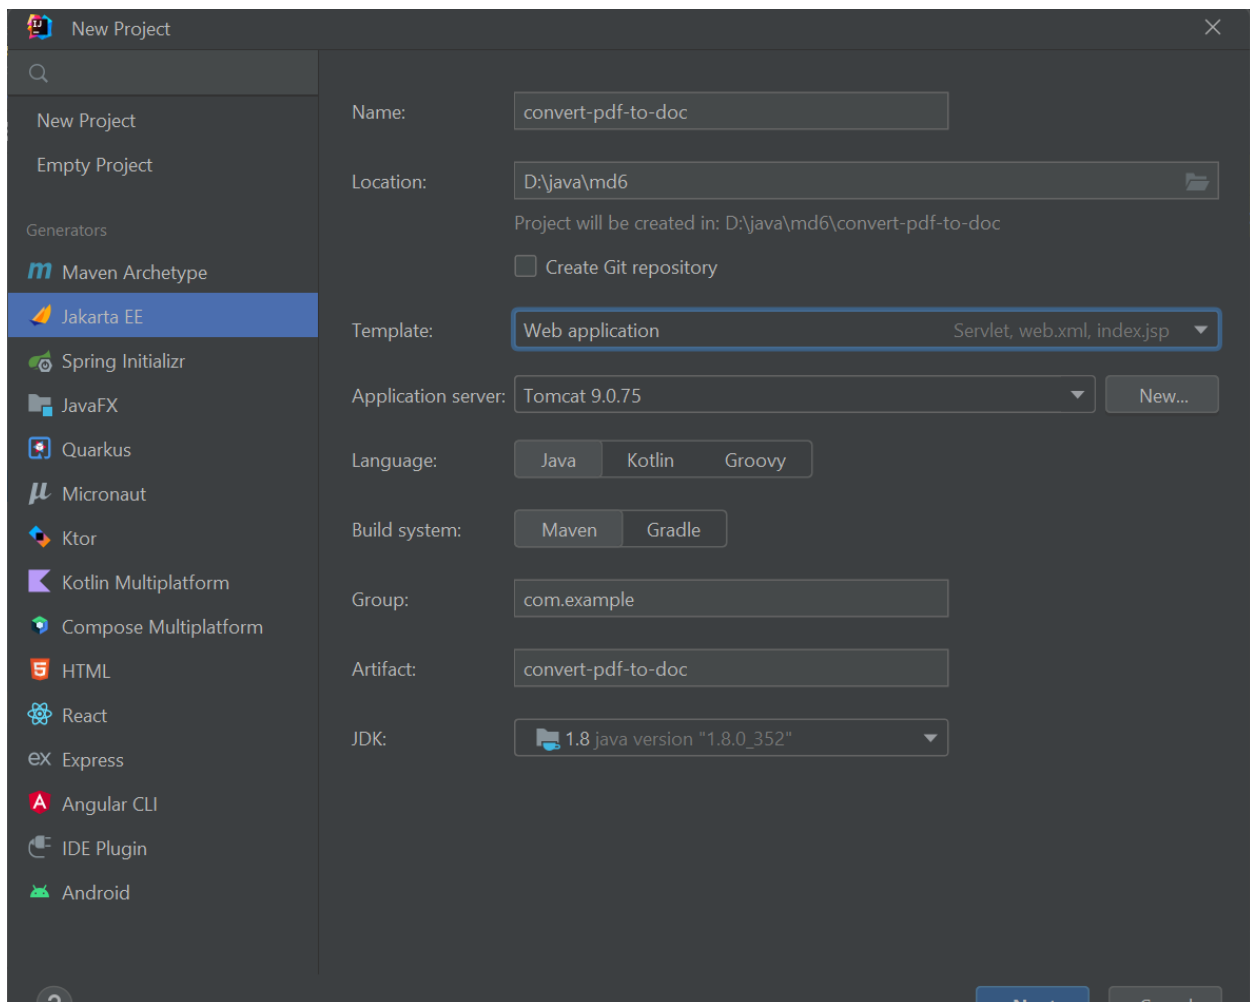 New Project
New Project
Empty Project
Generators
Maven Archetype
Jakarta EE
Spring Initializr
JavaFX
Quarkus
Micronaut
Ktor
Kotlin Multiplatform
Compose Multiplatform
HTML
React
ex Express
Angular CLI
IDE Plugin
Android
Name: convert-pdf-to-doc
Location: D:\java\md6
Project will be created in: D:\java\md6\convert-pdf-to-doc
Create Git repository
Template: Web application Servlet, web.xml, index.jsp
Application server: Tomcat 9.0.75 New...
Language: Java Kotlin Groovy
Build system: Maven Gradle
Group: com.example
Artifact: convert-pdf-to-doc
JDK: 1.8 java version "1.8.0_352"